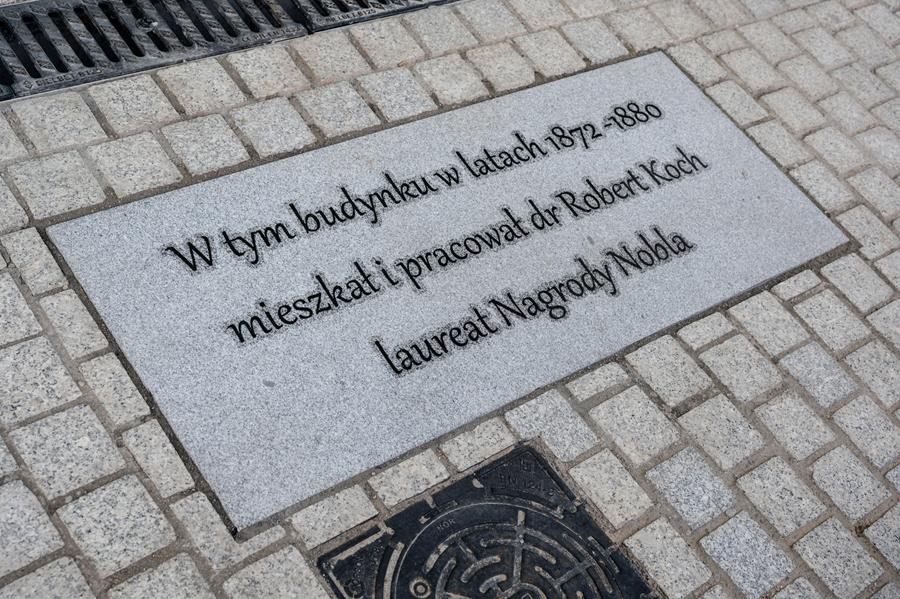 W tym budynku w latach 1872-1880
mieszkał i pracował dr Robert Koch
laureat Nagrody Nobla